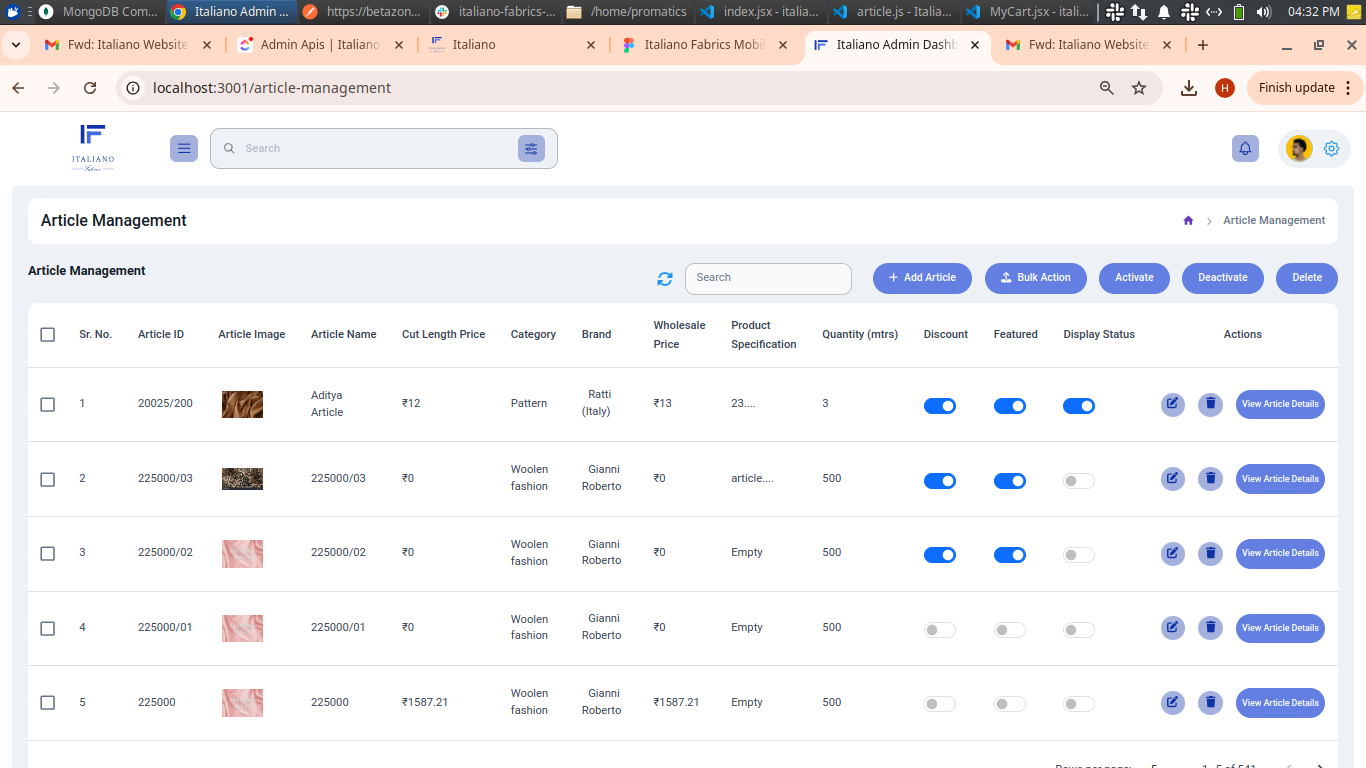 MongoDB Com...
Italiano Admin ...
https://betazon...
italiano-fabrics-...
/home/promatics
index.jsx - italia...
article.js - Italia...
MyCart.jsx - itali...
04:32 PM
Fwd: Italiano Website
Admin Apis | Italiano
Italiano
Italiano Fabrics Mobil
Italiano Admin Dashb
Fwd: Italiano Website
localhost:3001/article-management
H
Finish update
ITALIANO
Search
Article Management
Article Management
Article Management
Search
Add Article
Bulk Action
Activate
Deactivate
Delete
Sr. No. Article ID Article Image Article Name Cut Length Price Category Brand Wholesale Price Product Specification Quantity (mtrs) Discount Featured Display Status Actions
1 20025/200 Aditya Article ₹12 Pattern Ratti (Italy) ₹13 23.... 3 View Article Details
2 225000/03 225000/03 ₹0 Woolen fashion Gianni Roberto ₹0 article.... 500 View Article Details
3 225000/02 225000/02 ₹0 Woolen fashion Gianni Roberto ₹0 Empty 500 View Article Details
4 225000/01 225000/01 ₹0 Woolen fashion Gianni Roberto ₹0 Empty 500 View Article Details
5 225000 225000 ₹1587.21 Woolen fashion Gianni Roberto ₹1587.21 Empty 500 View Article Details
Rows per page: 5 1–5 of 541